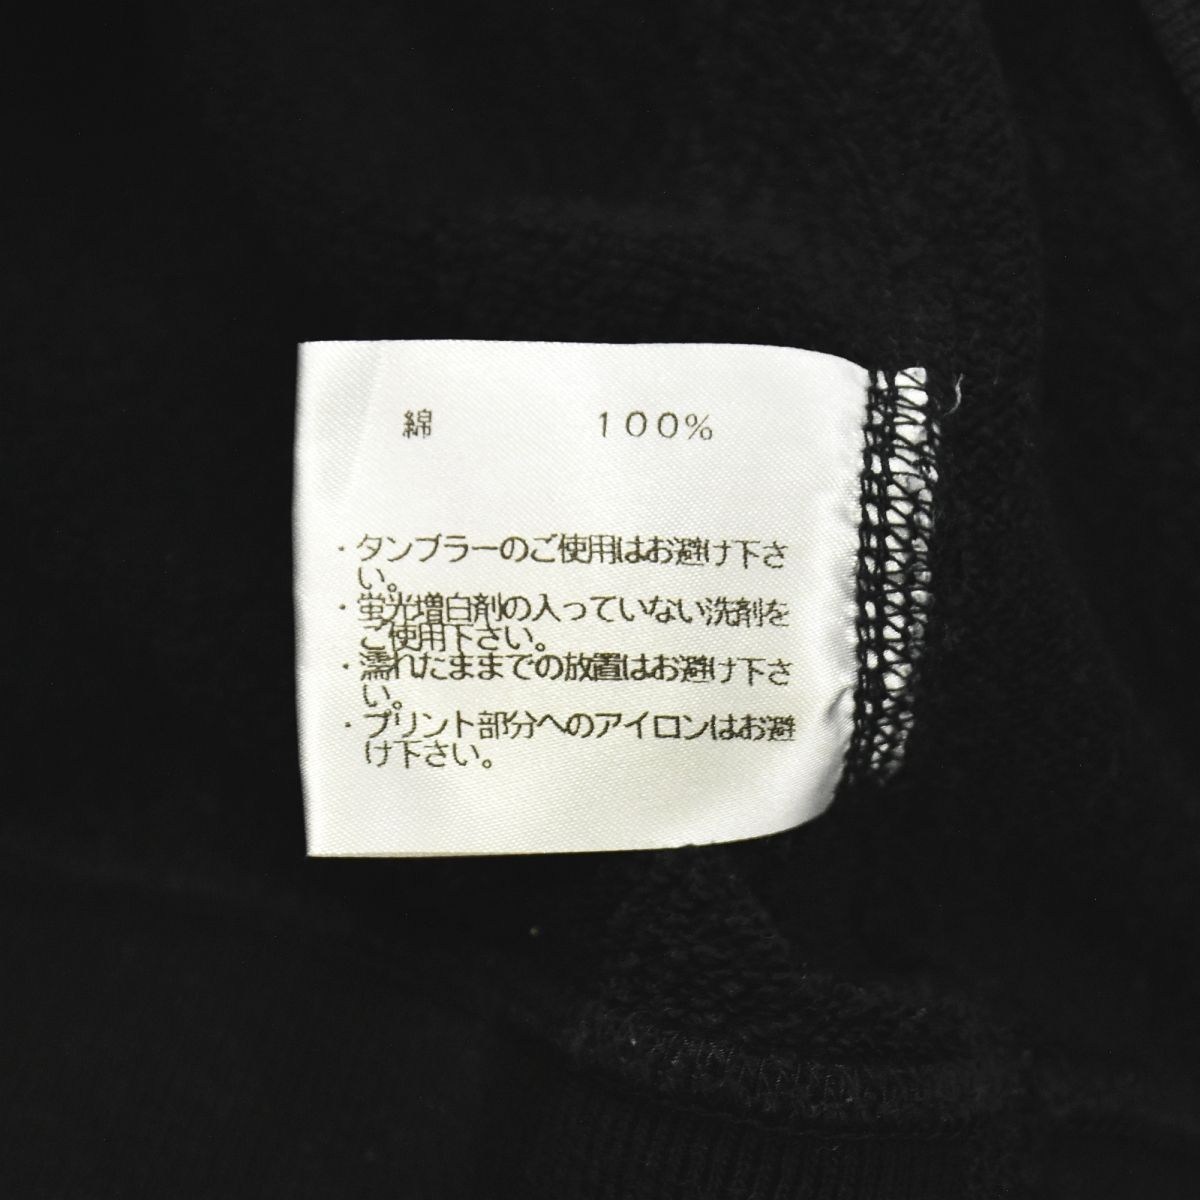 綿 100%
・タンブラーのご使用はお避け下さ
い。
・蛍光増白剤の入っていない洗剤を
ご使用下さい。
・濡れたままでの放置はお避け下さ
い。
・プリント部分へのアイロンはお避
け下さい。